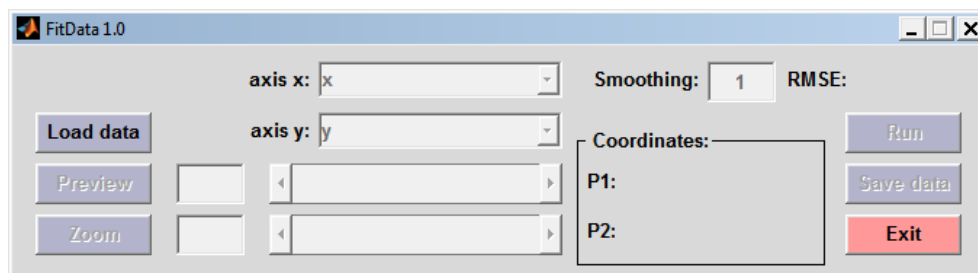 FitData 1.0
axis x: x Smoothing: 1 RMSE:
Load data axis y: y Coordinates: Run
Preview P1: Save data
Zoom P2: Exit